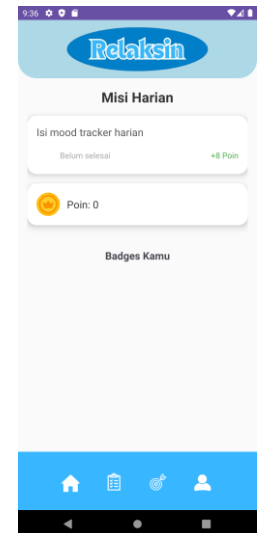 9:36
Relaksin
Misi Harian
Isi mood tracker harian
Belum selesai +8 Poin
Poin: 0
Badges Kamu